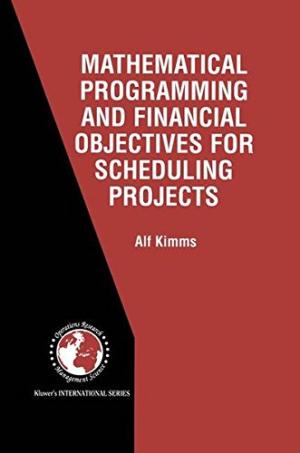 MATHEMATICAL
PROGRAMMING
AND FINANCIAL
OBJECTIVES FOR
SCHEDULING
PROJECTS
Alf Kimms
Operations Research
Management Science
Kluwer's INTERNATIONAL SERIES